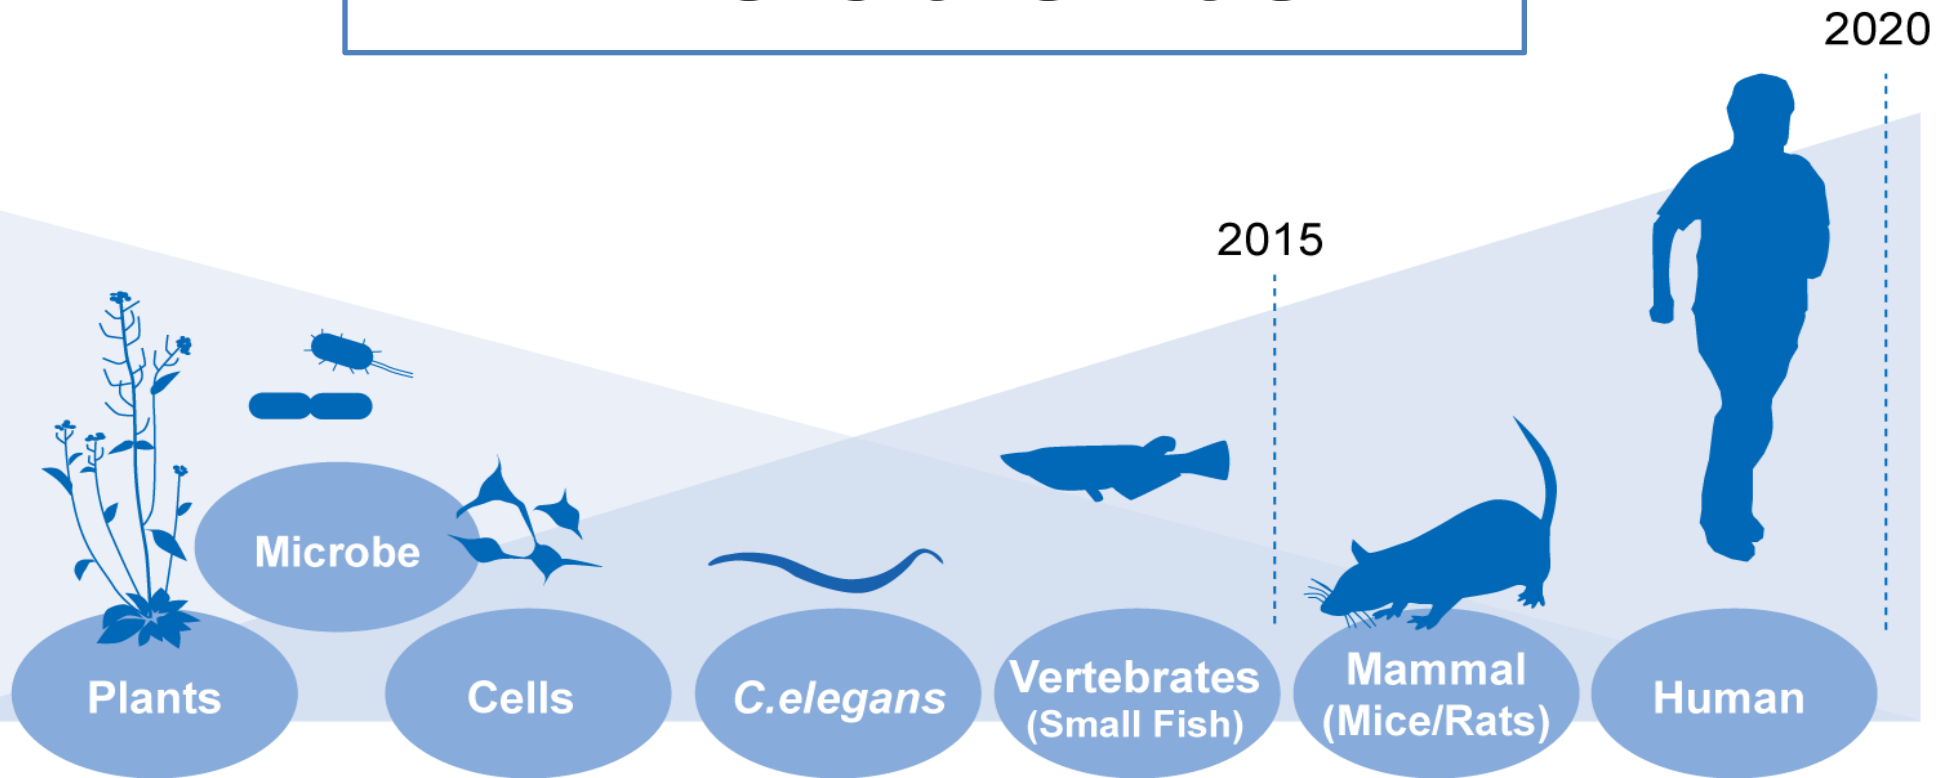 2020
2015
Microbe
Plants
Cells
C.elegans
Vertebrates
(Small Fish)
Mammal
(Mice/Rats)
Human